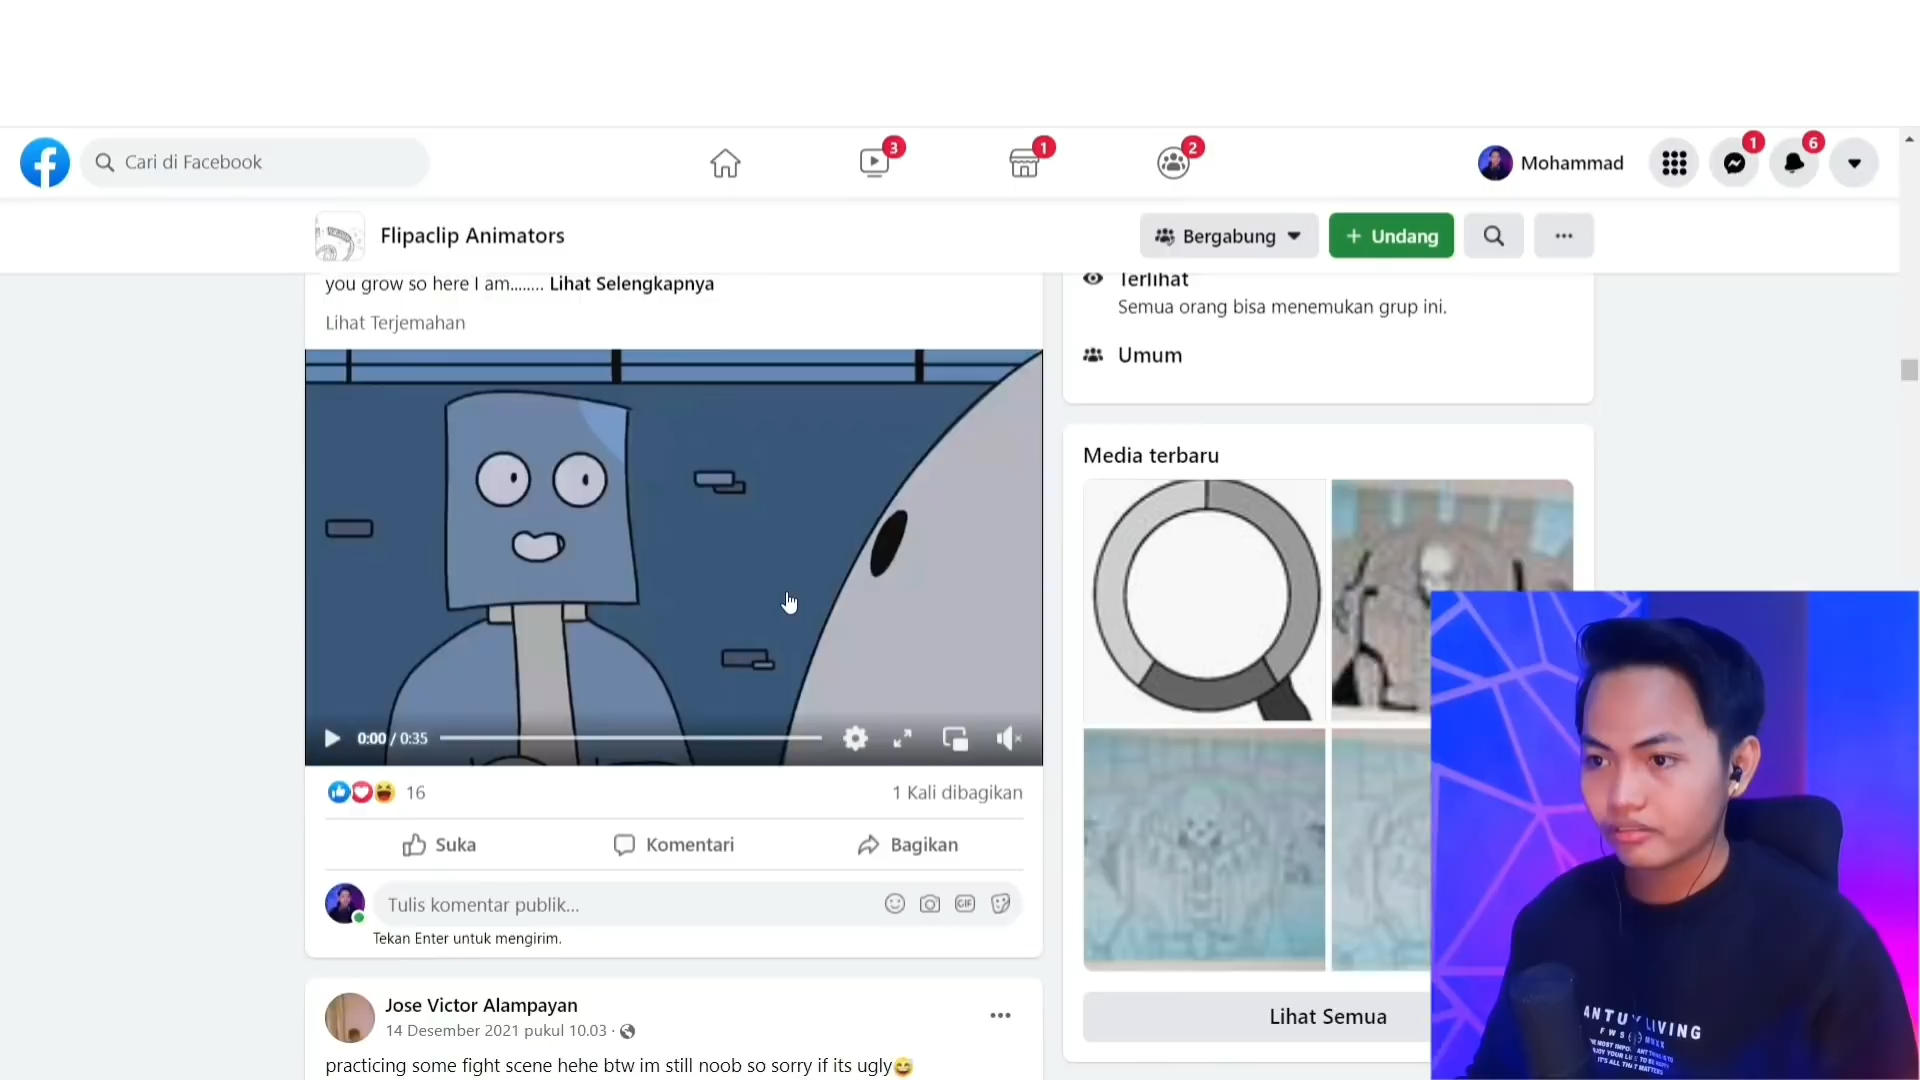 Cari di Facebook
3
1
2
Mohammad
1
6
Flipaclip Animators
Bergabung
+ Undang
you grow so here I am........ Lihat Selengkapnya
Lihat Terjemahan
Terlihat
Semua orang bisa menemukan grup ini.
Umum
Media terbaru
0:00 / 0:35
16
1 Kali dibagikan
Suka
Komentari
Bagikan
Tulis komentar publik...
GIF
Tekan Enter untuk mengirim.
Lihat Semua
Jose Victor Alampayan
14 Desember 2021 pukul 10.03 ·
practicing some fight scene hehe btw im still noob so sorry if its ugly😅